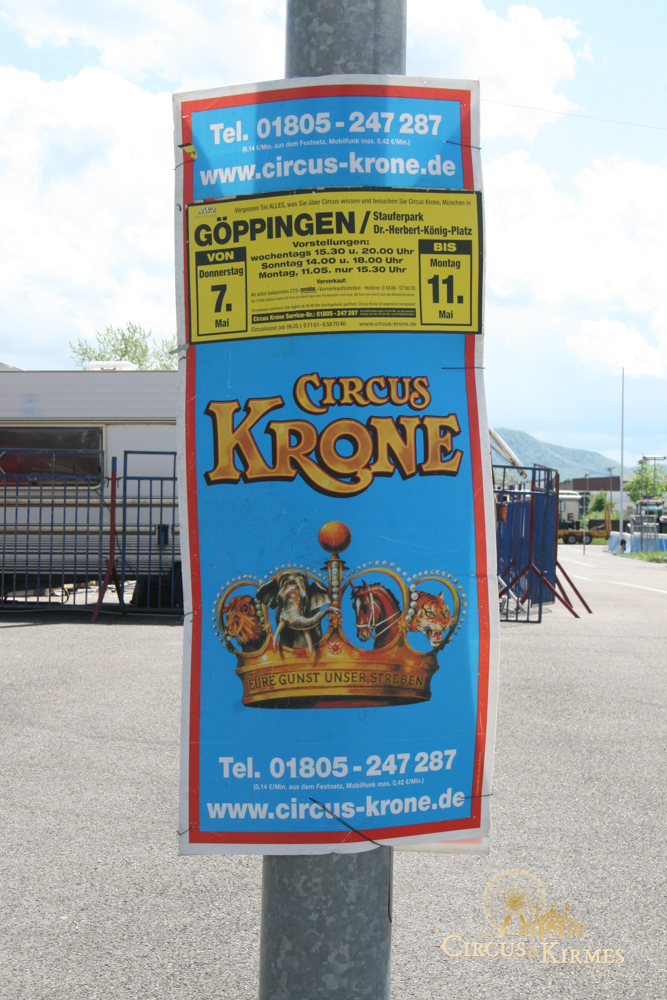 Tel. 01805-247 287
(0,14 €/Min. aus dem Festnetz, Mobilfunk max. 0,42 €/Min.)
www.circus-krone.de
Vergessen Sie ALLES, was Sie über Circus wissen und besuchen Sie Circus Krone, München in
GÖPPINGEN/
Stauferpark
Dr.-Herbert-König-Platz
VON
Donnerstag
7.
Mai
Vorstellungen:
wochentags 15.30 u. 20.00 Uhr
Sonntag 14.00 u. 18.00 Uhr
Montag, 11.05. nur 15.30 Uhr
Vorverkauf:
BIS
Montag
11.
Mai
Circus Krone Service-Nr.: 01805-247 287
www.circus-krone.de
CIRCUS
KRONE
EURE GUNST UNSER STREBEN
Tel. 01805-247 287
(0,14 €/Min. aus dem Festnetz, Mobilfunk max. 0,42 €/Min.)
www.circus-krone.de
CIRCUS & KIRMES